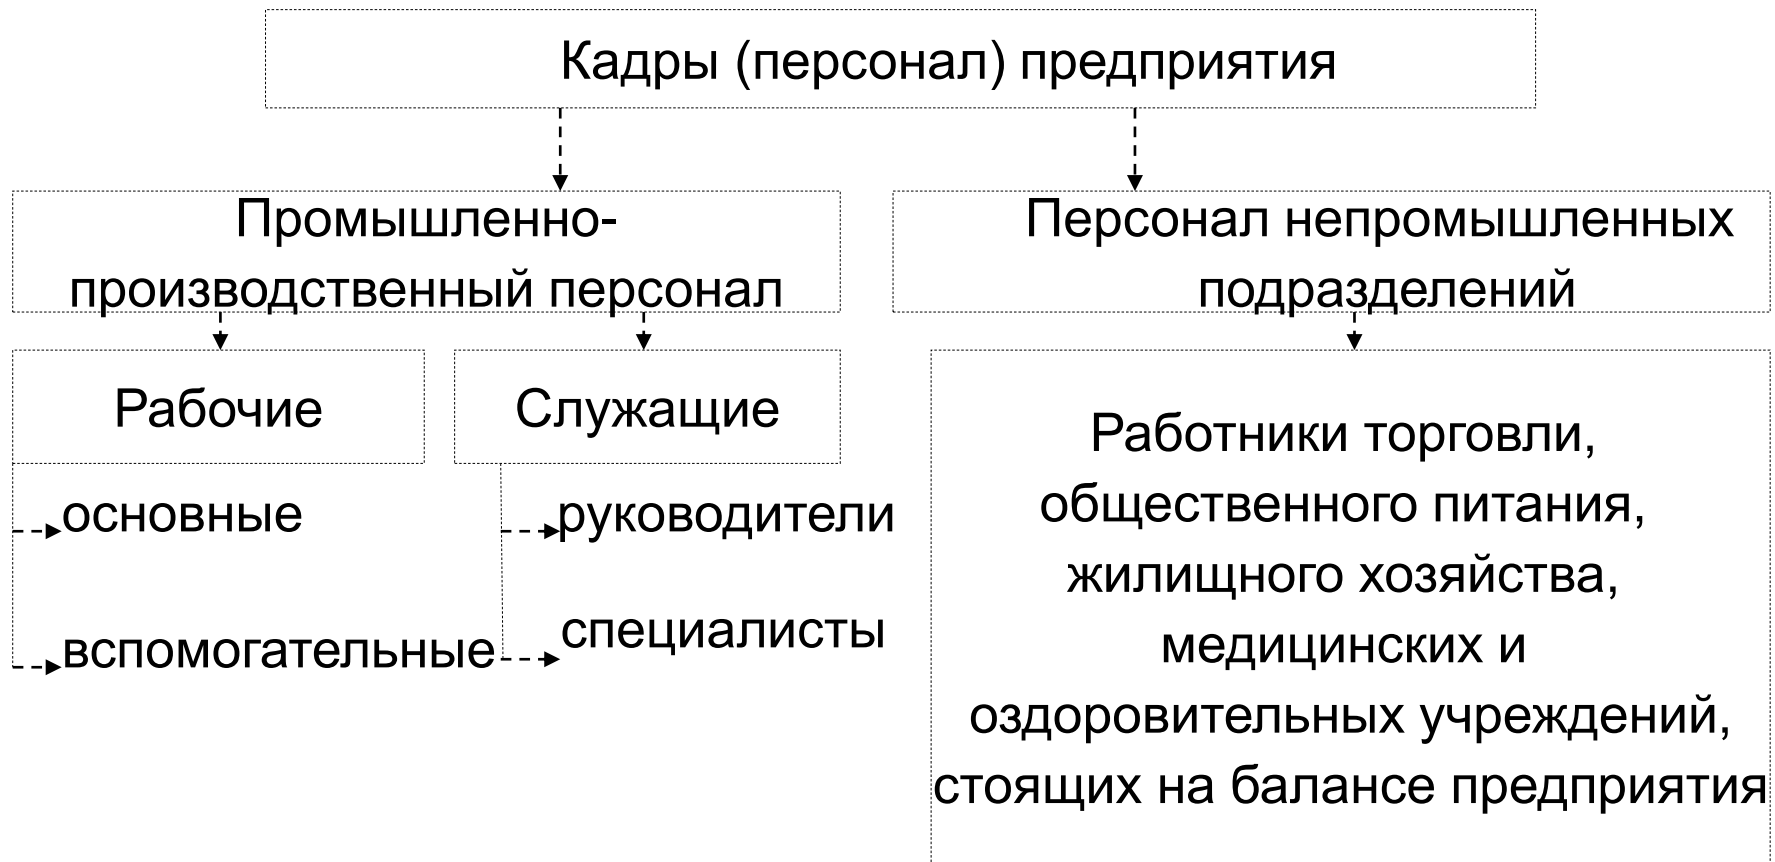 Кадры (персонал) предприятия
Промышленно-
производственный персонал
Персонал непромышленных
подразделений
Рабочие
Служащие
основные
вспомогательные
руководители
специалисты
Работники торговли,
общественного питания,
жилищного хозяйства,
медицинских и
оздоровительных учреждений,
стоящих на балансе предприятия